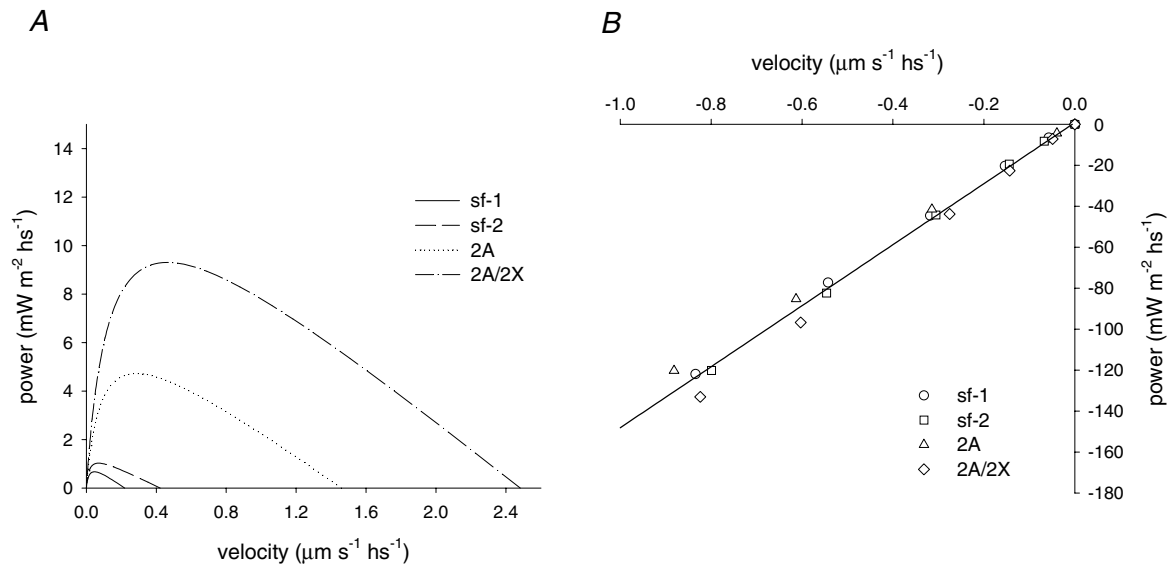 A
power (mW m-2 hs-1)
14
12
10
8
6
4
2
0
0.0 0.4 0.8 1.2 1.6 2.0 2.4
velocity (μm s-1 hs-1)
sf-1
sf-2
2A
2A/2X
B
velocity (μm s-1 hs-1)
-1.0 -0.8 -0.6 -0.4 -0.2 0.0
0
-20
-40
-60
-80
-100
-120
-140
-160
-180
power (mW m-2 hs-1)
sf-1
sf-2
2A
2A/2X